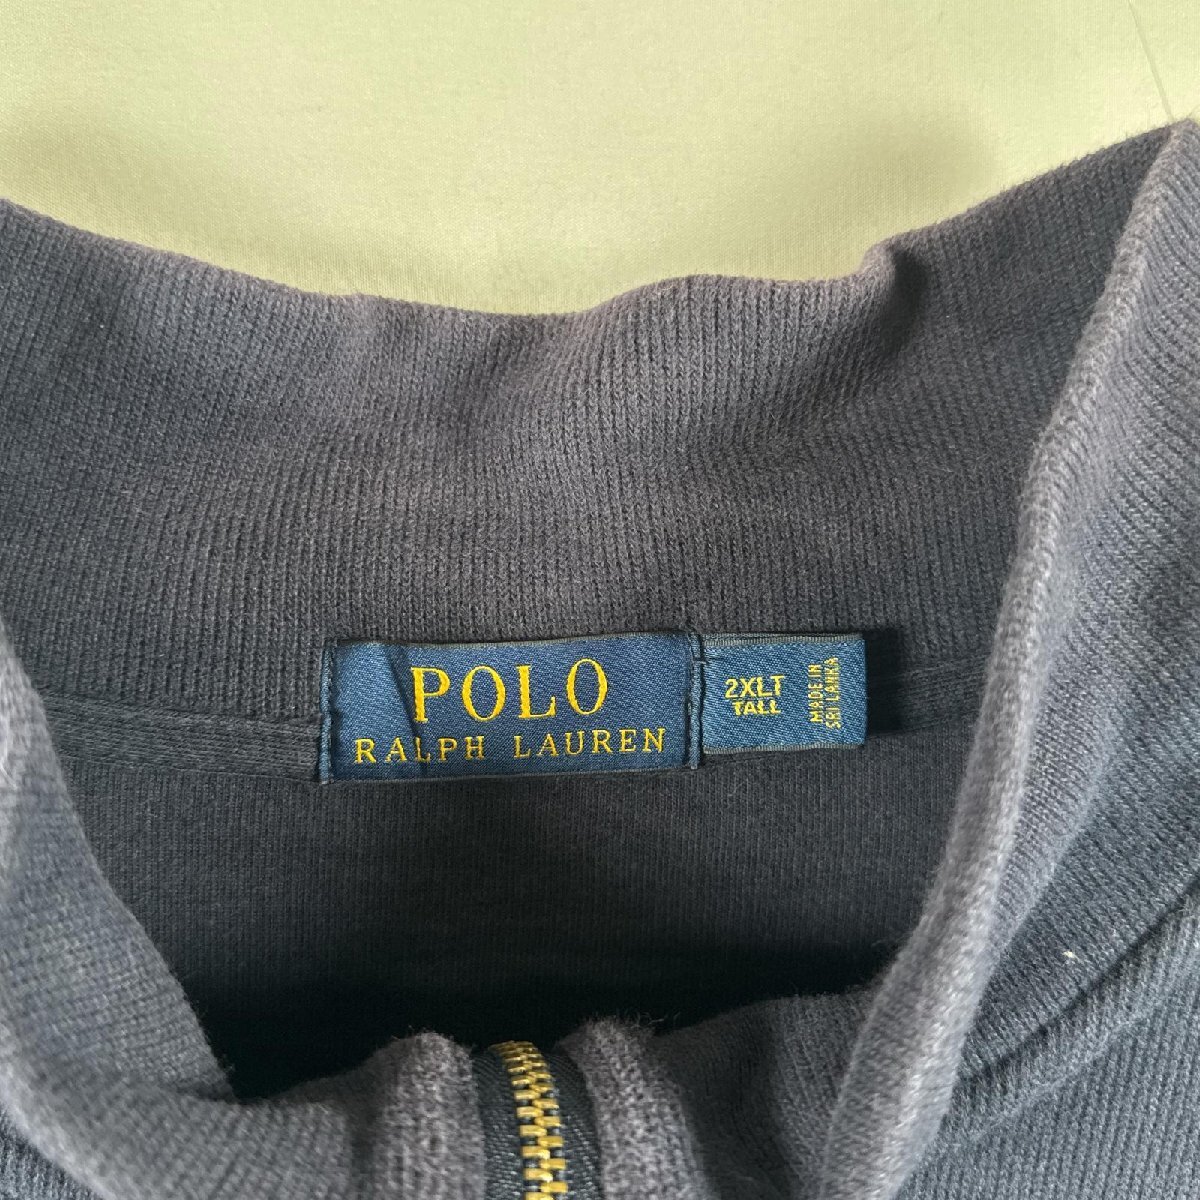 POLO
RALPH LAUREN
2XLT
TALL
MADE IN
SRI LANKA